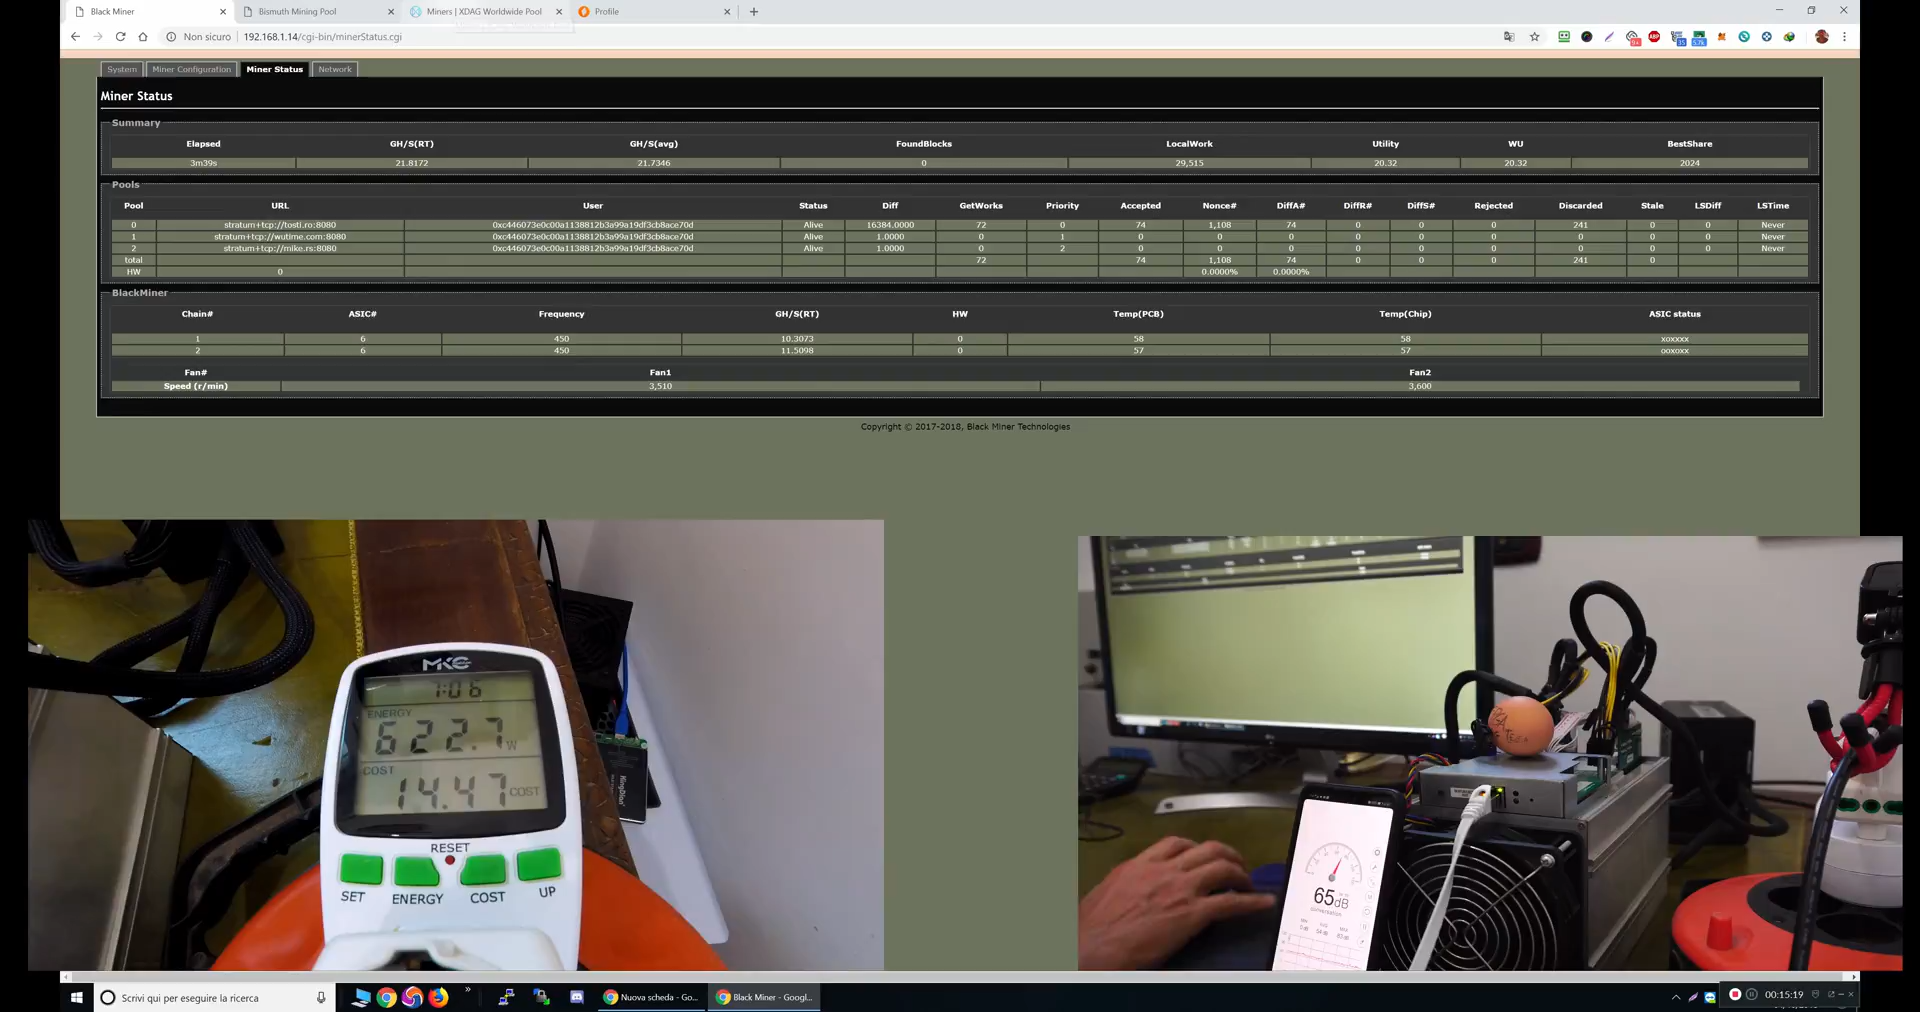 Black Miner
Bismuth Mining Pool
Miners | XDAG Worldwide Pool
Profile
Non sicuro 192.168.1.14/cgi-bin/minerStatus.cgi
System Miner Configuration Miner Status Network
Miner Status
Summary
Elapsed GH/S(RT) GH/S(avg) FoundBlocks LocalWork Utility WU BestShare
3m39s 21.8172 21.7346 0 29,515 20.32 20.32 2024
Pools
Pool URL User Status Diff GetWorks Priority Accepted Nonce# DiffA# DiffR# DiffS# Rejected Discarded Stale LSDiff LSTime
0 stratum+tcp://tosti.ro:8080 0xc446073e0c00a1138812b3a99a19df3cb8ace70d Alive 16384.0000 72 0 74 1,108 74 0 0 0 241 0 0 Never
1 stratum+tcp://wutime.com:8080 0xc446073e0c00a1138812b3a99a19df3cb8ace70d Alive 1.0000 0 1 0 0 0 0 0 0 0 0 0 Never
2 stratum+tcp://mike.rs:8080 0xc446073e0c00a1138812b3a99a19df3cb8ace70d Alive 1.0000 0 2 0 0 0 0 0 0 0 0 0 Never
total 72 74 1,108 74 0 0 0 241 0
HW 0 0.0000% 0.0000%
BlackMiner
Chain# ASIC# Frequency GH/S(RT) HW Temp(PCB) Temp(Chip) ASIC status
1 6 450 10.3073 0 58 58 xoxxxx
2 6 450 11.5098 0 57 57 ooxoxx
Fan# Fan1 Fan2
Speed (r/min) 3,510 3,600
Copyright © 2017-2018, Black Miner Technologies
MKC
1:06
ENERGY
622.7 W
COST
14.47 COST
RESET
SET ENERGY COST UP
KingDian
65dB
conversation
Scrivi qui per eseguire la ricerca
Nuova scheda - Go...
Black Miner - Googl...
00:15:19